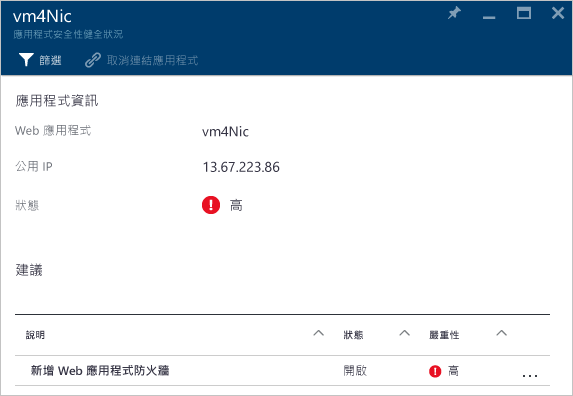 vm4Nic
應用程式安全性健全狀況
篩選 取消連結應用程式
應用程式資訊
Web 應用程式 vm4Nic
公用 IP 13.67.223.86
狀態 高
建議
說明 狀態 嚴重性
新增 Web 應用程式防火牆 開啟 高 ...